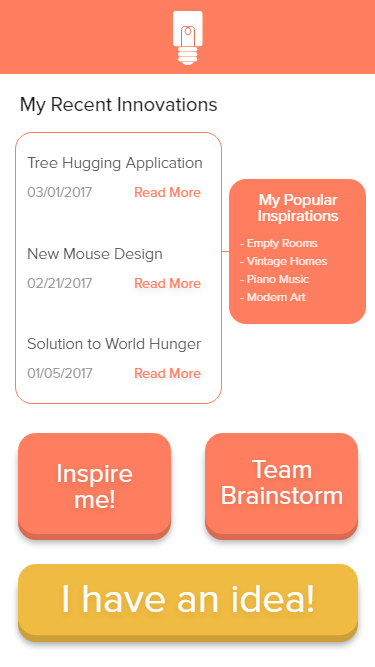 My Recent Innovations
Tree Hugging Application
03/01/2017 Read More
New Mouse Design
02/21/2017 Read More
Solution to World Hunger
01/05/2017 Read More
My Popular
Inspirations
- Empty Rooms
- Vintage Homes
- Piano Music
- Modern Art
Inspire
me!
Team
Brainstorm
I have an idea!